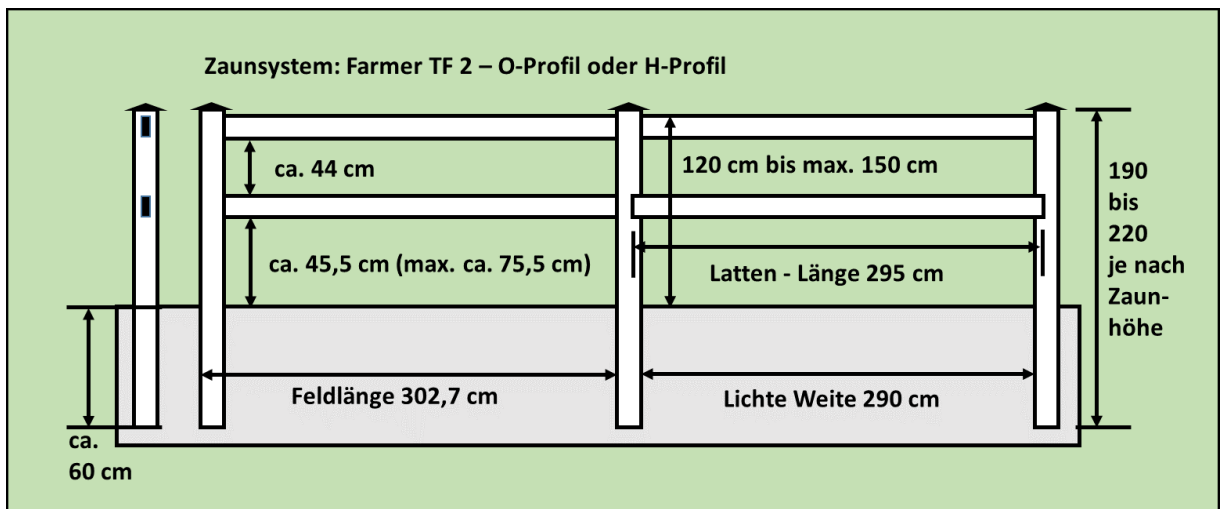 Zaunsystem: Farmer TF 2 – O-Profil oder H-Profil
ca. 44 cm
120 cm bis max. 150 cm
190
bis
220
je nach
Zaun-
höhe
ca. 45,5 cm (max. ca. 75,5 cm)
Latten - Länge 295 cm
Feldlänge 302,7 cm
Lichte Weite 290 cm
ca.
60 cm